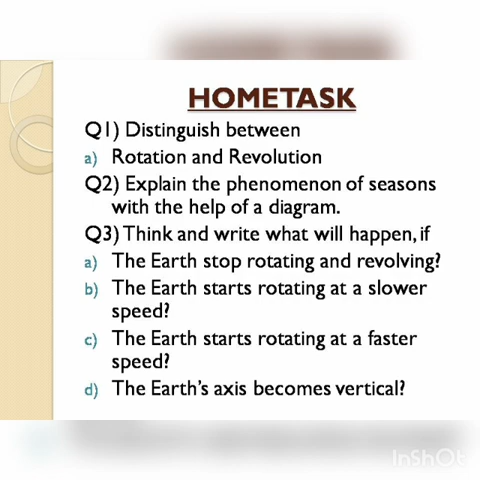 HOMETASK
Q1) Distinguish between
a) Rotation and Revolution
Q2) Explain the phenomenon of seasons
with the help of a diagram.
Q3) Think and write what will happen, if
a) The Earth stop rotating and revolving?
b) The Earth starts rotating at a slower
speed?
c) The Earth starts rotating at a faster
speed?
d) The Earth's axis becomes vertical?
InShOt